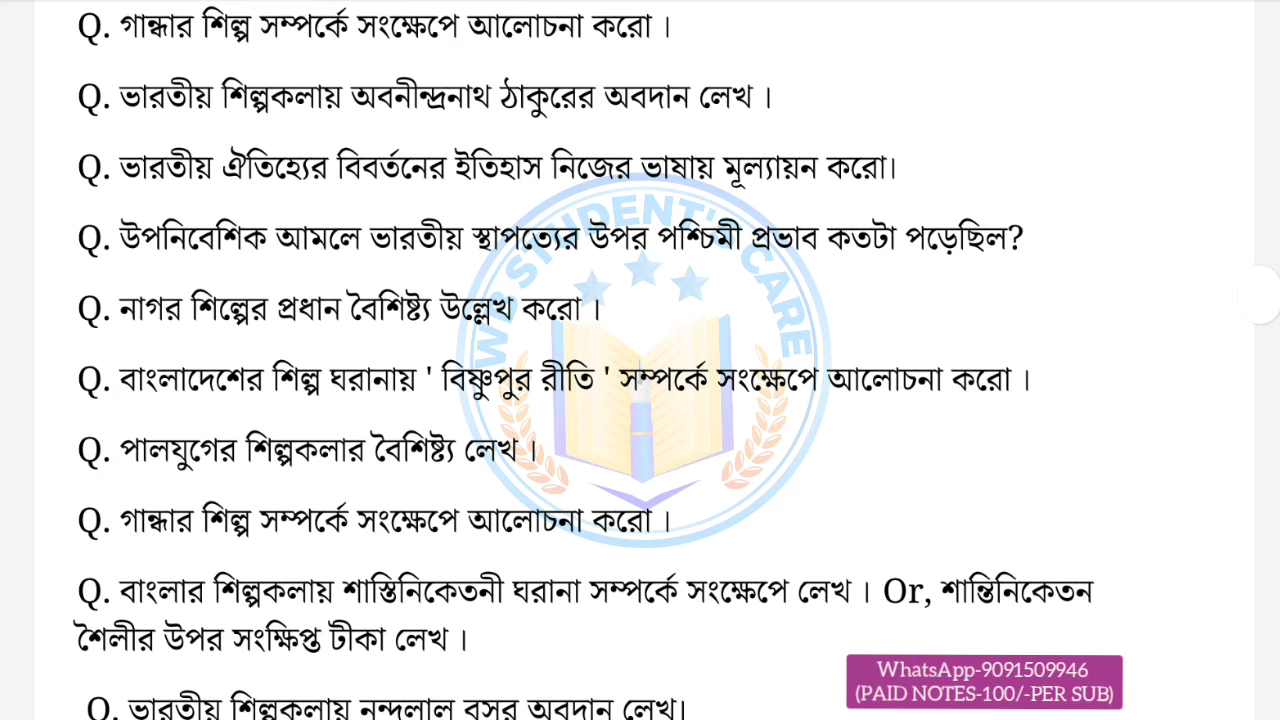 Q. গান্ধার শিল্প সম্পর্কে সংক্ষেপে আলোচনা করো ।
Q. ভারতীয় শিল্পকলায় অবনীন্দ্রনাথ ঠাকুরের অবদান লেখ ।
Q. ভারতীয় ঐতিহ্যের বিবর্তনের ইতিহাস নিজের ভাষায় মূল্যায়ন করো।
Q. উপনিবেশিক আমলে ভারতীয় স্থাপত্যের উপর পশ্চিমী প্রভাব কতটা পড়েছিল?
Q. নাগর শিল্পের প্রধান বৈশিষ্ট্য উল্লেখ করো ।
Q. বাংলাদেশের শিল্প ঘরানায় ' বিষ্ণুপুর রীতি ' সম্পর্কে সংক্ষেপে আলোচনা করো ।
Q. পালযুগের শিল্পকলার বৈশিষ্ট্য লেখ ।
Q. গান্ধার শিল্প সম্পর্কে সংক্ষেপে আলোচনা করো ।
Q. বাংলার শিল্পকলায় শাস্তিনিকেতনী ঘরানা সম্পর্কে সংক্ষেপে লেখ । Or, শান্তিনিকেতন
শৈলীর উপর সংক্ষিপ্ত টীকা লেখ ।
Q. ভারতীয় শিল্পকলায় নন্দলাল বসুর অবদান লেখ।
WB STUDENT'S CARE
WhatsApp-9091509946
(PAID NOTES-100/-PER SUB)